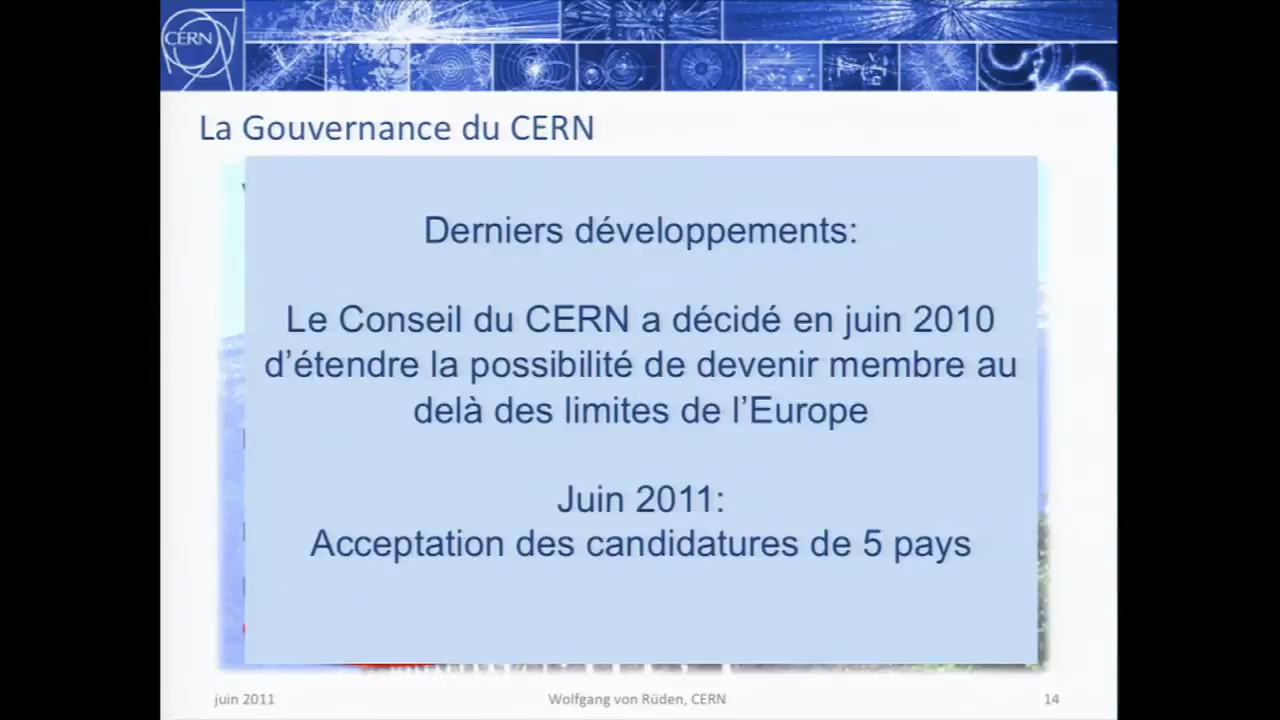 CERN
La Gouvernance du CERN
Derniers développements:
Le Conseil du CERN a décidé en juin 2010
d’étendre la possibilité de devenir membre au
delà des limites de l’Europe
Juin 2011:
Acceptation des candidatures de 5 pays
juin 2011
Wolfgang von Rüden, CERN
14